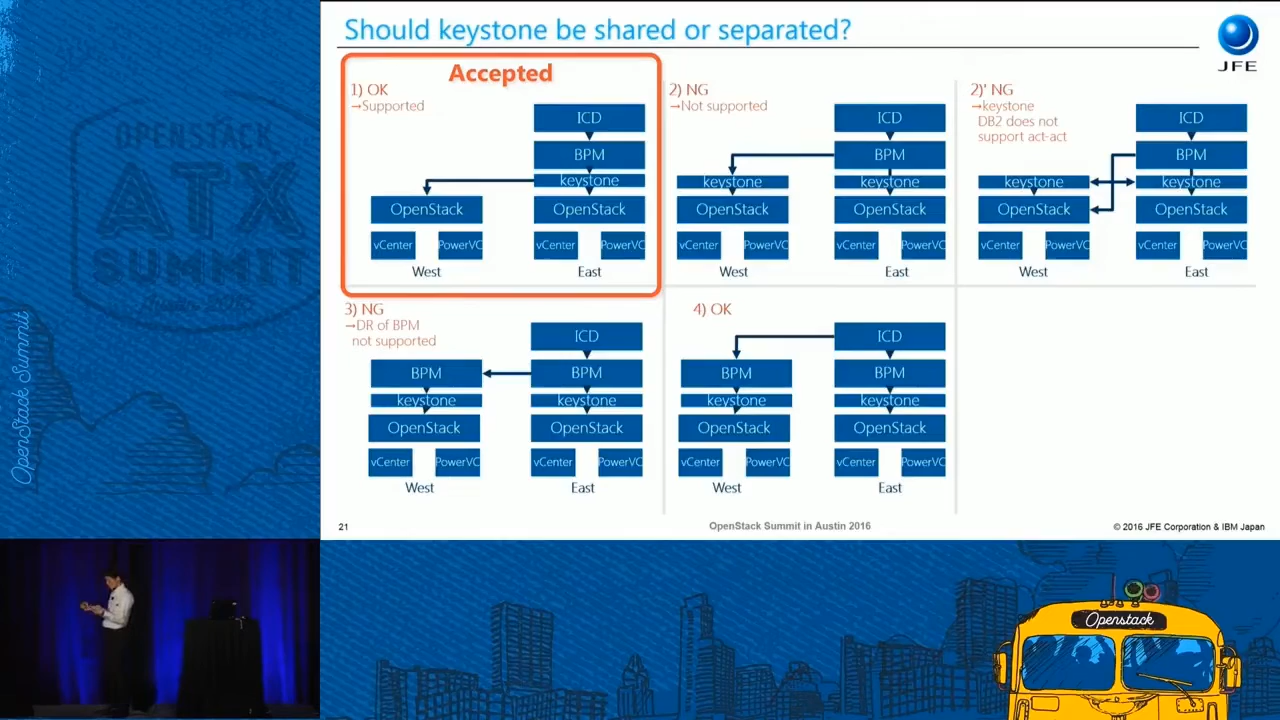 Should keystone be shared or separated?
JFE
Accepted
1) OK
→Supported
ICD
BPM
keystone
OpenStack
OpenStack
vCenter
PowerVC
vCenter
PowerVC
West
East
2) NG
→Not supported
ICD
BPM
keystone
keystone
OpenStack
OpenStack
vCenter
PowerVC
vCenter
PowerVC
West
East
2)' NG
→keystone
DB2 does not
support act-act
ICD
BPM
keystone
keystone
OpenStack
OpenStack
vCenter
PowerVC
vCenter
PowerVC
West
East
3) NG
→DR of BPM
not supported
ICD
BPM
BPM
keystone
keystone
OpenStack
OpenStack
vCenter
PowerVC
vCenter
PowerVC
West
East
4) OK
ICD
BPM
BPM
keystone
keystone
OpenStack
OpenStack
vCenter
PowerVC
vCenter
PowerVC
West
East
21
OpenStack Summit in Austin 2016
© 2016 JFE Corporation & IBM Japan
OPENSTACK
ATX
SUMMIT
Austin 2016
OpenStack Summit
Openstack